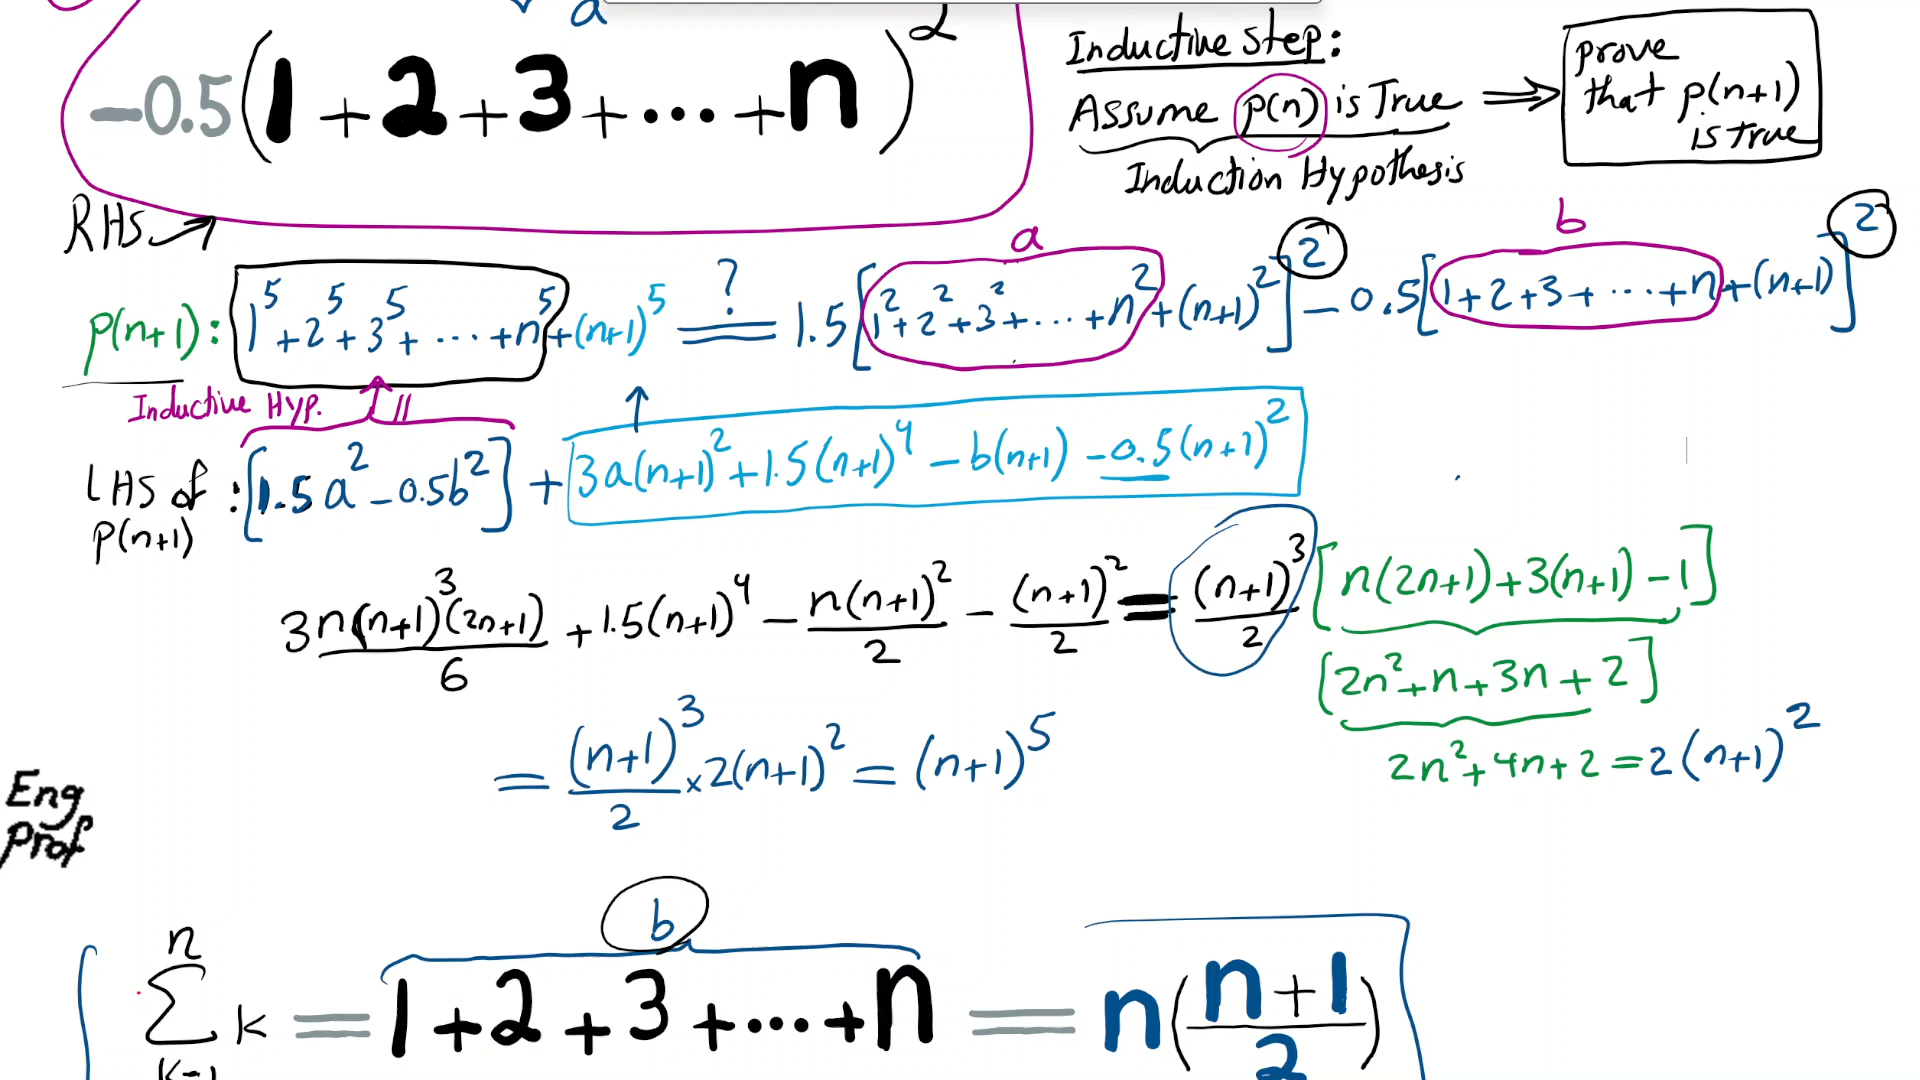 a
−0.5(1+2+3+...+n)²
Inductive Step:
Assume p(n) is True ⟹ prove that p(n+1) is true
Induction Hypothesis
RHS
a
b
p(n+1): 1⁵+2⁵+3⁵+...+n⁵+(n+1)⁵ =? 1.5[1²+2²+3²+...+n²+(n+1)²]² − 0.5[1+2+3+...+n+(n+1)]²
Inductive Hyp. =
LHS of p(n+1) : [1.5a²−0.5b²] + 3a(n+1)²+1.5(n+1)⁴ − b(n+1) −0.5(n+1)²
3n(n+1)³(2n+1)/6 + 1.5(n+1)⁴ − n(n+1)²/2 − (n+1)²/2 = (n+1)³/2 [n(2n+1)+3(n+1)−1]
[2n²+n+3n+2]
2n²+4n+2=2(n+1)²
= (n+1)³/2 ×2(n+1)² = (n+1)⁵
Eng
Prof
b
n
∑ k = 1+2+3+...+n = n((n+1)/2)
k=1